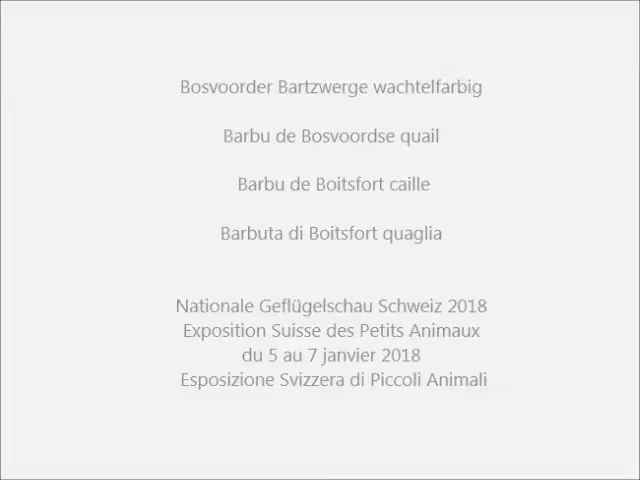 Bosvoorder Bartzwerge wachtelfarbig
Barbu de Bosvoordse quail
Barbu de Boitsfort caille
Barbuta di Boitsfort quaglia
Nationale Geflügelschau Schweiz 2018
Exposition Suisse des Petits Animaux
du 5 au 7 janvier 2018
Esposizione Svizzera di Piccoli Animali